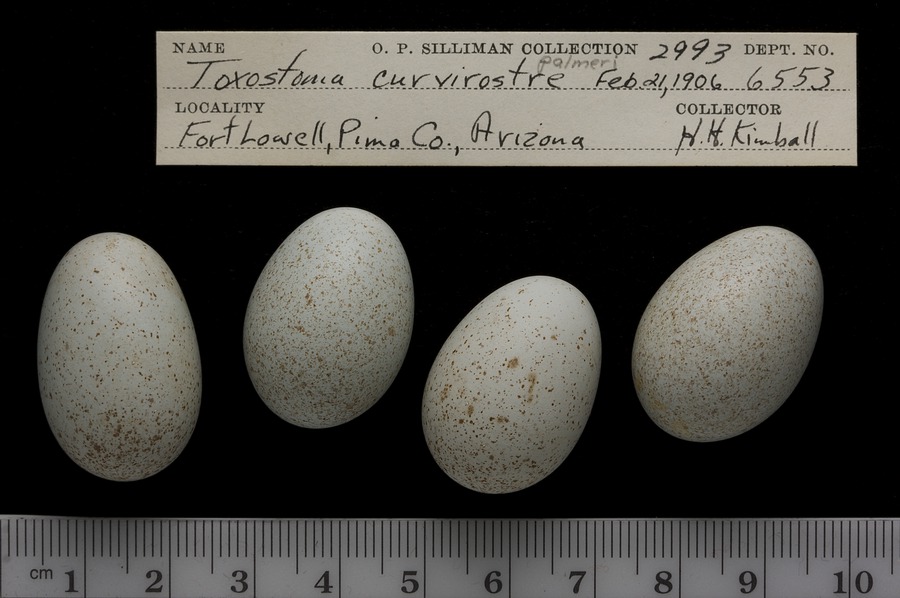 NAME O. P. SILLIMAN COLLECTION 2993 DEPT. NO.
palmeri
Toxostoma curvirostre Feb 21, 1906 6553
LOCALITY COLLECTOR
Fort Lowell, Pima Co., Arizona H. H. Kimball
cm 1 2 3 4 5 6 7 8 9 10